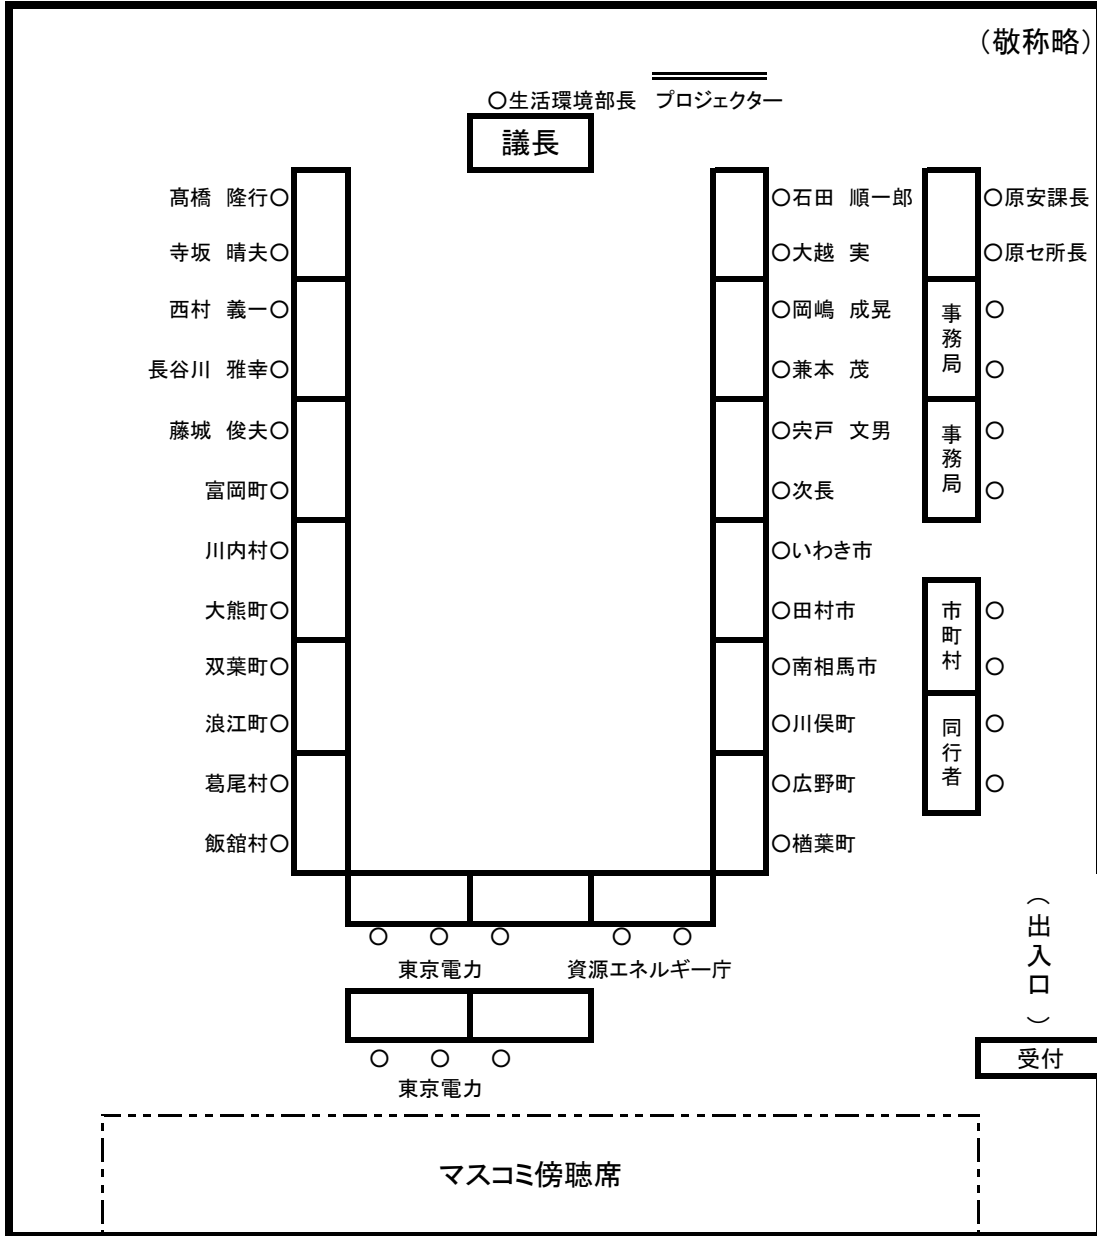 （敬称略）
○生活環境部長　プロジェクター
議長
髙橋　隆行○
寺坂　晴夫○
西村　義一○
長谷川　雅幸○
藤城　俊夫○
富岡町○
川内村○
大熊町○
双葉町○
浪江町○
葛尾村○
飯舘村○
○石田　順一郎
○大越　実
○岡嶋　成晃
○兼本　茂
○宍戸　文男
○次長
○いわき市
○田村市
○南相馬市
○川俣町
○広野町
○楢葉町
○原安課長
○原セ所長
事務局
事務局
市町村
同行者
東京電力
資源エネルギー庁
東京電力
（出入口）
受付
マスコミ傍聴席